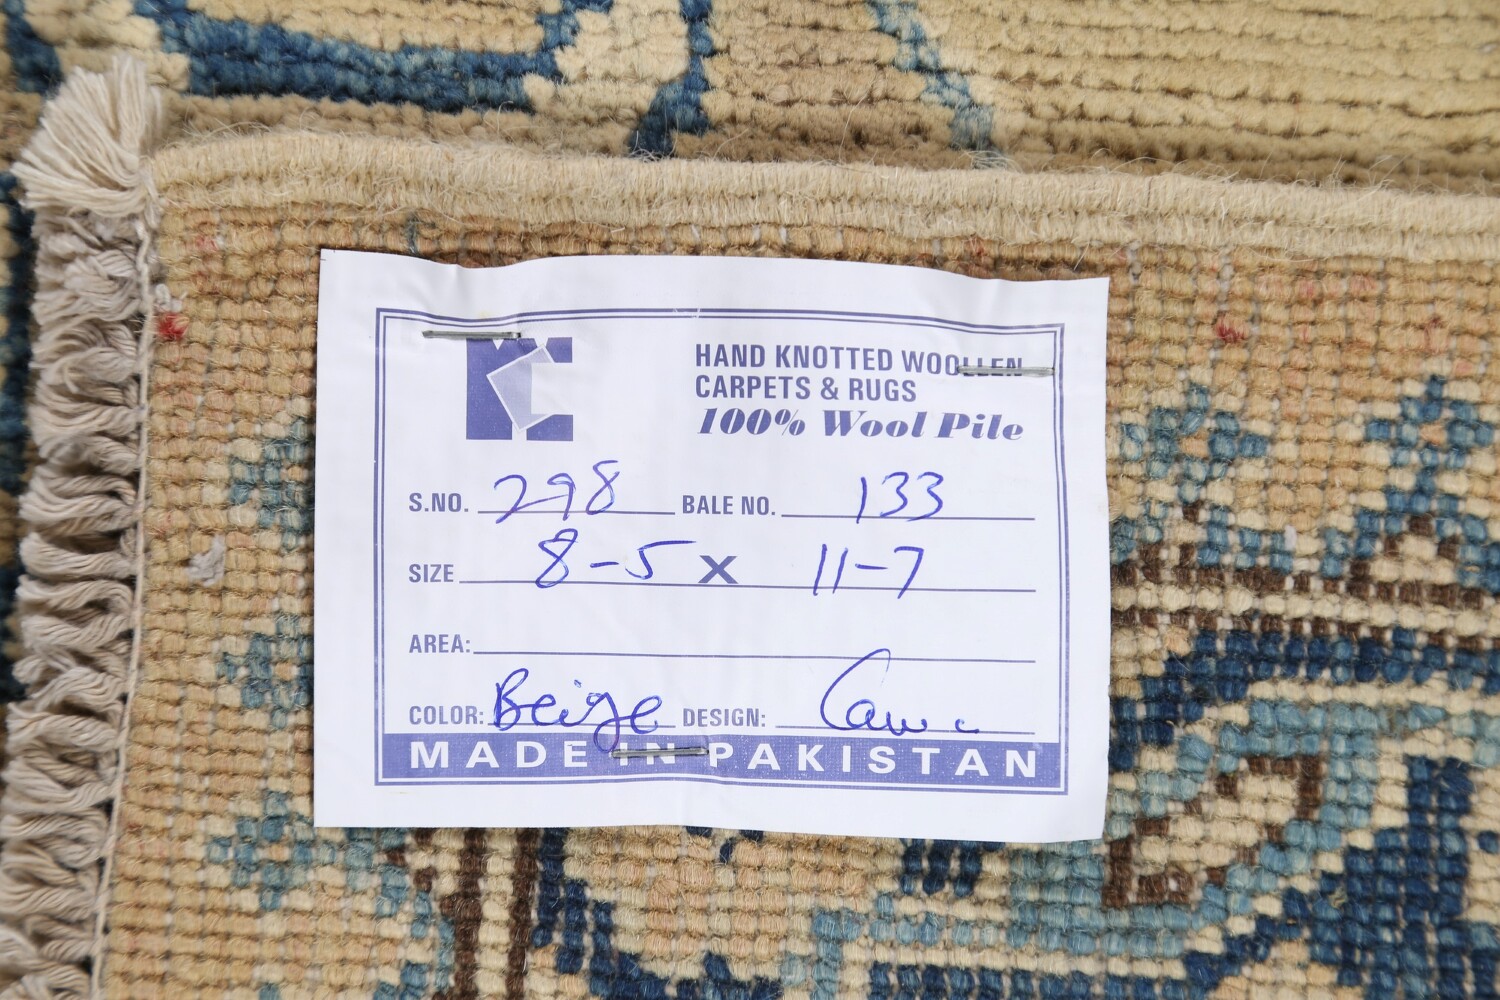 HAND KNOTTED WOOLLEN
CARPETS & RUGS
100% Wool Pile
S.NO. 298 BALE NO. 133
SIZE 8-5 X 11-7
AREA:
COLOR: Beige DESIGN:
MADE IN PAKISTAN